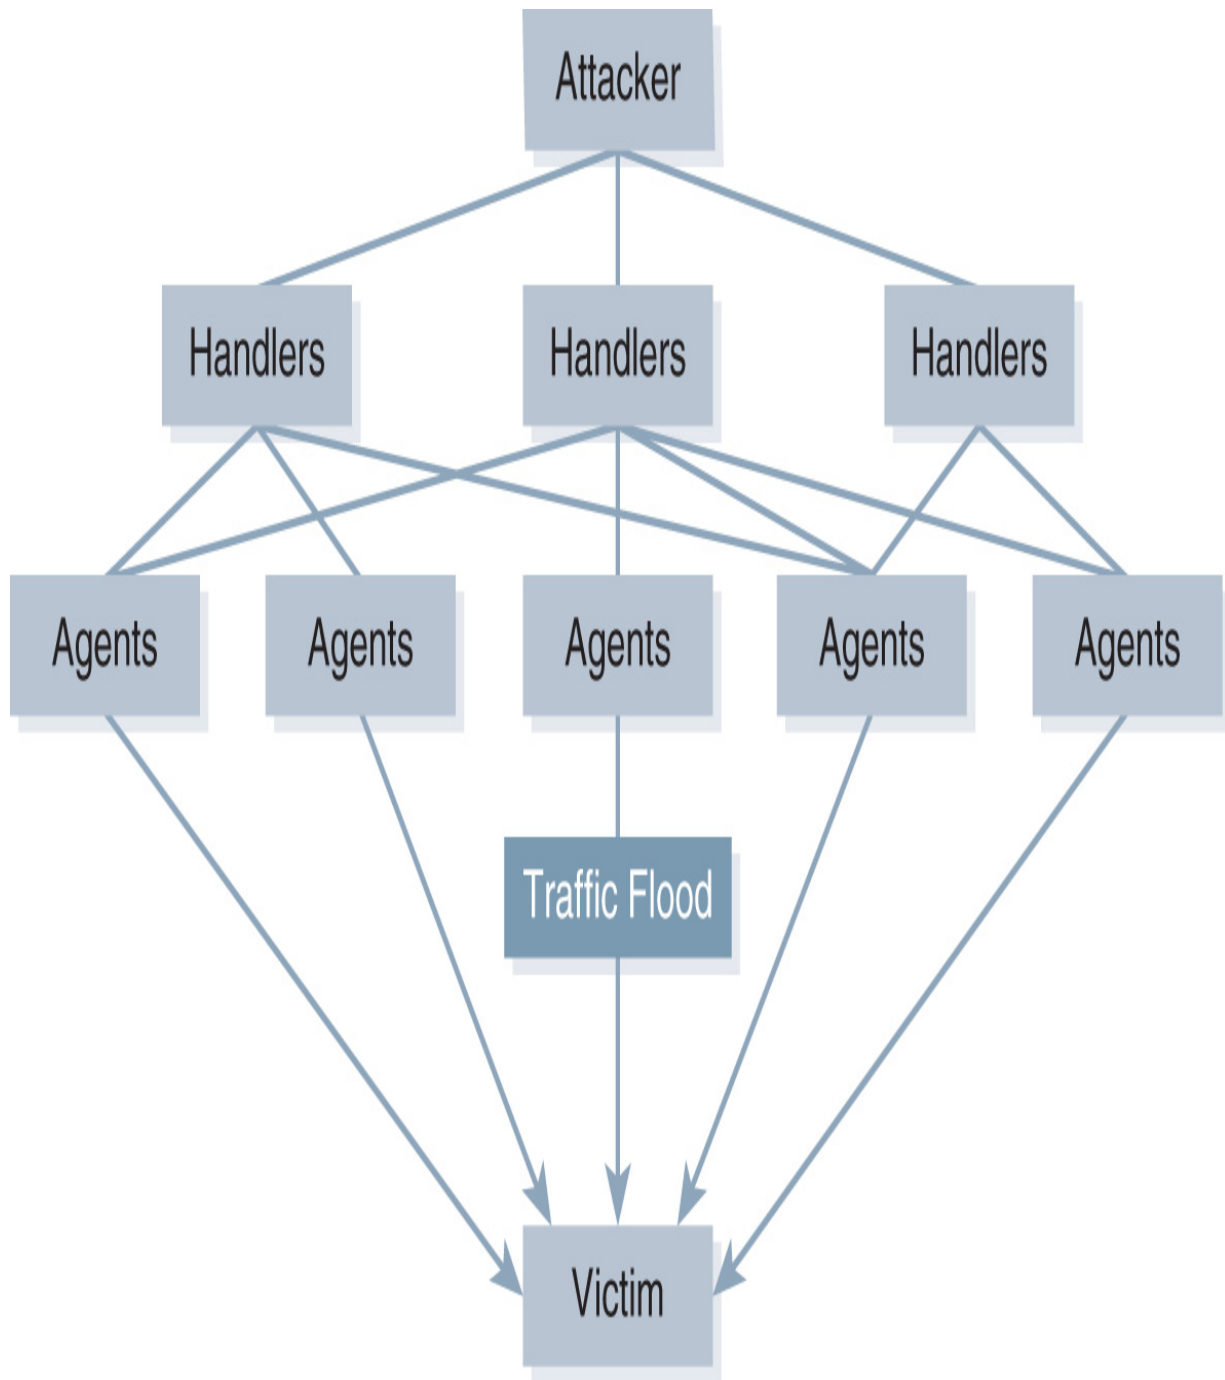 Attacker
Handlers
Handlers
Handlers
Agents
Agents
Agents
Agents
Agents
Traffic Flood
Victim